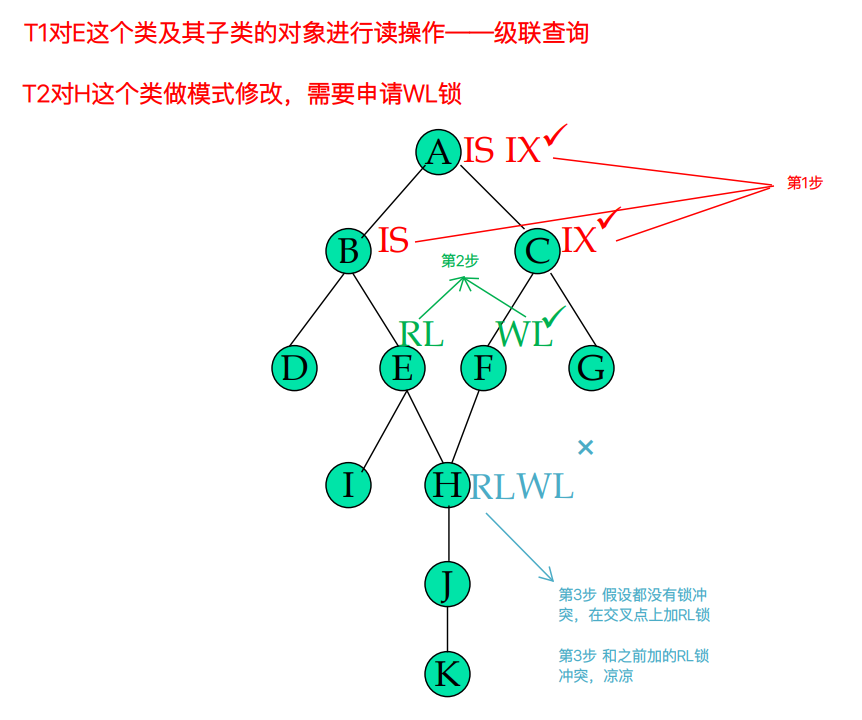 T1对E这个类及其子类的对象进行读操作——级联查询
T2对H这个类做模式修改，需要申请WL锁
A IS IX✓
第1步
B IS
C IX✓
第2步
RL
WL✓
D
E
F
G
×
I
H RLWL
J
第3步 假设都没有锁冲
突，在交叉点上加RL锁
第3步 和之前加的RL锁
冲突，凉凉
K